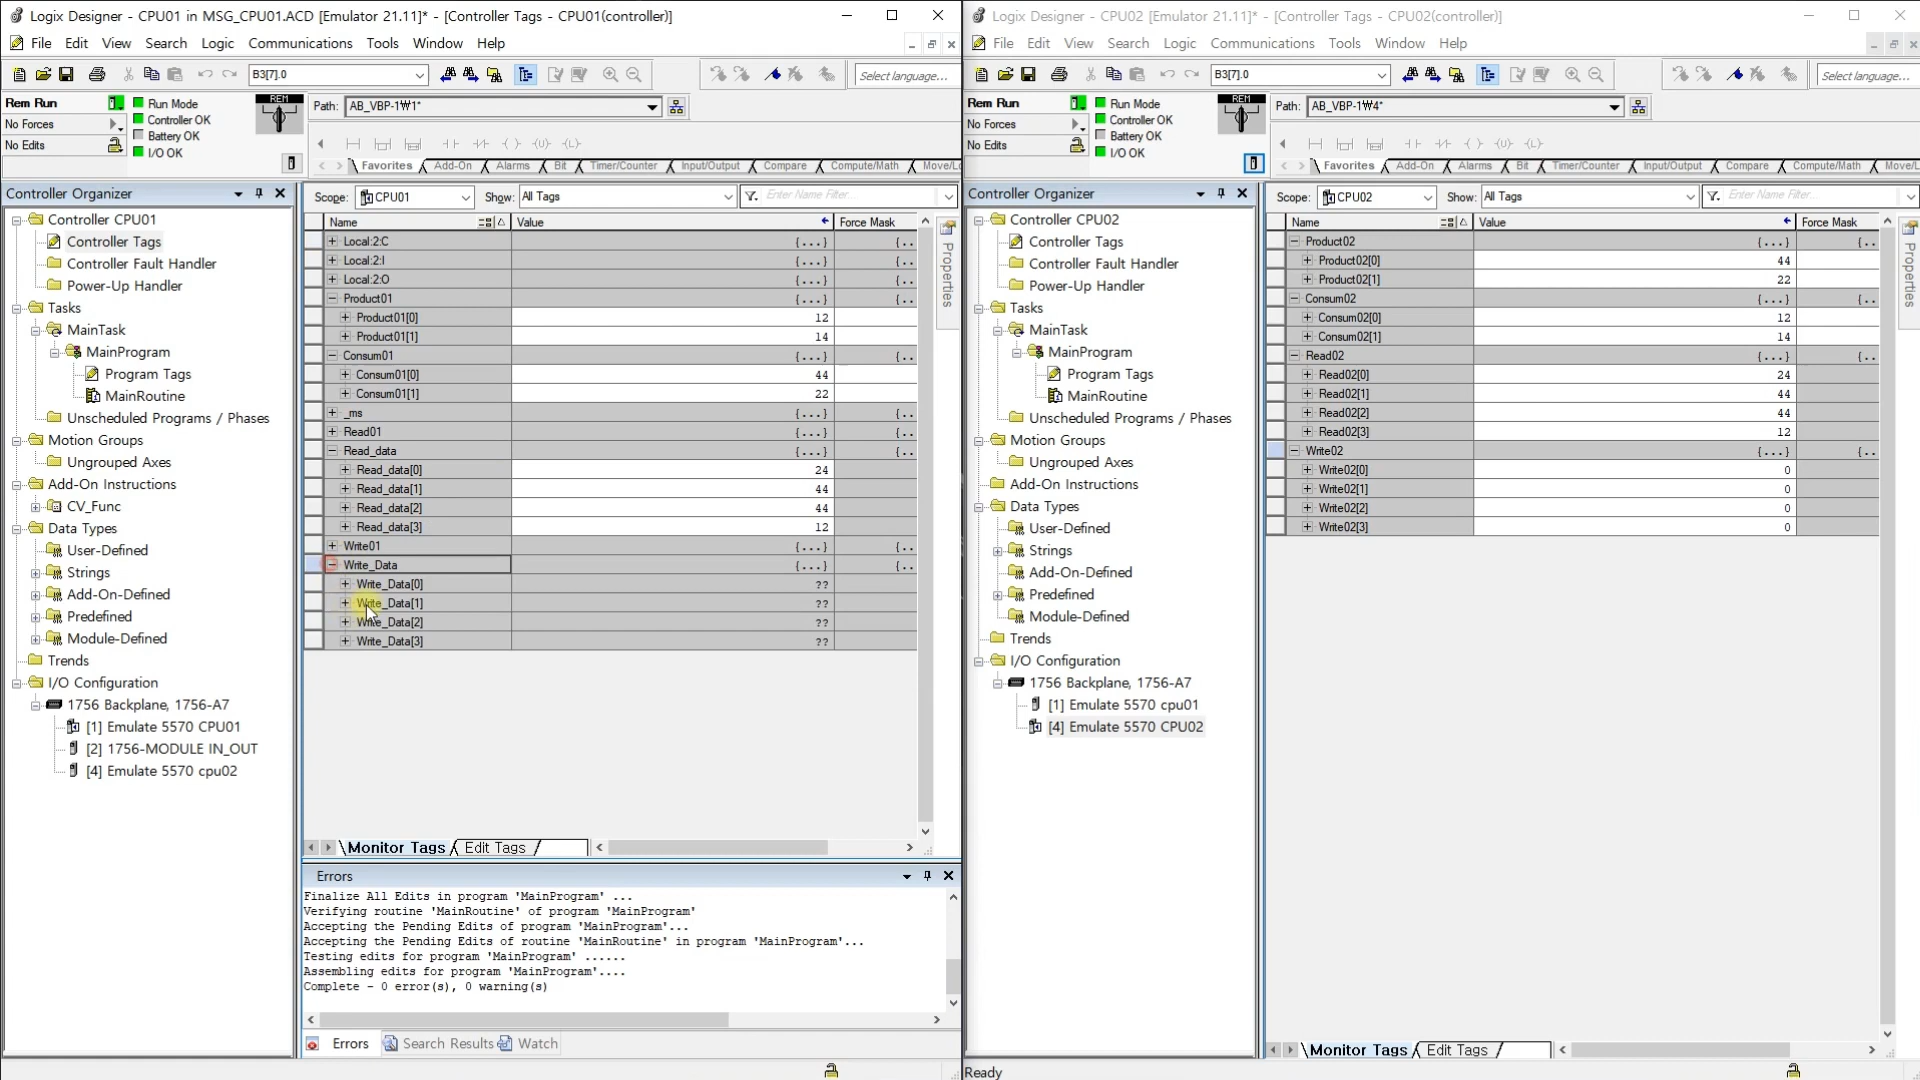 Logix Designer - CPU01 in MSG_CPU01.ACD [Emulator 21.11]* - [Controller Tags - CPU01(controller)]
File Edit View Search Logic Communications Tools Window Help
B3[7].0
Select language...
Rem Run
No Forces
No Edits
Run Mode
Controller OK
Battery OK
I/O OK
REM
Path: AB_VBP-1₩1*
Favorites Add-On Alarms Bit Timer/Counter Input/Output Compare Compute/Math Move/Lo
Controller Organizer
Controller CPU01
Controller Tags
Controller Fault Handler
Power-Up Handler
Tasks
MainTask
MainProgram
Program Tags
MainRoutine
Unscheduled Programs / Phases
Motion Groups
Ungrouped Axes
Add-On Instructions
CV_Func
Data Types
User-Defined
Strings
Add-On-Defined
Predefined
Module-Defined
Trends
I/O Configuration
1756 Backplane, 1756-A7
[1] Emulate 5570 CPU01
[2] 1756-MODULE IN_OUT
[4] Emulate 5570 cpu02
Scope: CPU01 Show: All Tags Enter Name Filter...
Name Value Force Mask
Local:2:C {...} {..
Local:2:I {...} {..
Local:2:O {...} {..
Product01 {...} {..
Product01[0] 12
Product01[1] 14
Consum01 {...} {..
Consum01[0] 44
Consum01[1] 22
_ms {...} {..
Read01 {...} {..
Read_data {...} {..
Read_data[0] 24
Read_data[1] 44
Read_data[2] 44
Read_data[3] 12
Write01 {...} {..
Write_Data {...} {..
Write_Data[0] ??
Write_Data[1] ??
Write_Data[2] ??
Write_Data[3] ??
Properties
Monitor Tags Edit Tags
Errors
Finalize All Edits in program 'MainProgram' ...
Verifying routine 'MainRoutine' of program 'MainProgram'
Accepting the Pending Edits of program 'MainProgram'...
Accepting the Pending Edits of routine 'MainRoutine' in program 'MainProgram'...
Testing edits for program 'MainProgram' ......
Assembling edits for program 'MainProgram'....
Complete - 0 error(s), 0 warning(s)
Errors Search Results Watch
Logix Designer - CPU02 [Emulator 21.11]* - [Controller Tags - CPU02(controller)]
File Edit View Search Logic Communications Tools Window Help
B3[7].0
Select language...
Rem Run
No Forces
No Edits
Run Mode
Controller OK
Battery OK
I/O OK
REM
Path: AB_VBP-1₩4*
Favorites Add-On Alarms Bit Timer/Counter Input/Output Compare Compute/Math Move/L
Controller Organizer
Controller CPU02
Controller Tags
Controller Fault Handler
Power-Up Handler
Tasks
MainTask
MainProgram
Program Tags
MainRoutine
Unscheduled Programs / Phases
Motion Groups
Ungrouped Axes
Add-On Instructions
Data Types
User-Defined
Strings
Add-On-Defined
Predefined
Module-Defined
Trends
I/O Configuration
1756 Backplane, 1756-A7
[1] Emulate 5570 cpu01
[4] Emulate 5570 CPU02
Scope: CPU02 Show: All Tags Enter Name Filter...
Name Value Force Mask
Product02 {...} {..
Product02[0] 44
Product02[1] 22
Consum02 {...} {..
Consum02[0] 12
Consum02[1] 14
Read02 {...} {..
Read02[0] 24
Read02[1] 44
Read02[2] 44
Read02[3] 12
Write02 {...} {..
Write02[0] 0
Write02[1] 0
Write02[2] 0
Write02[3] 0
Properties
Monitor Tags Edit Tags
Ready